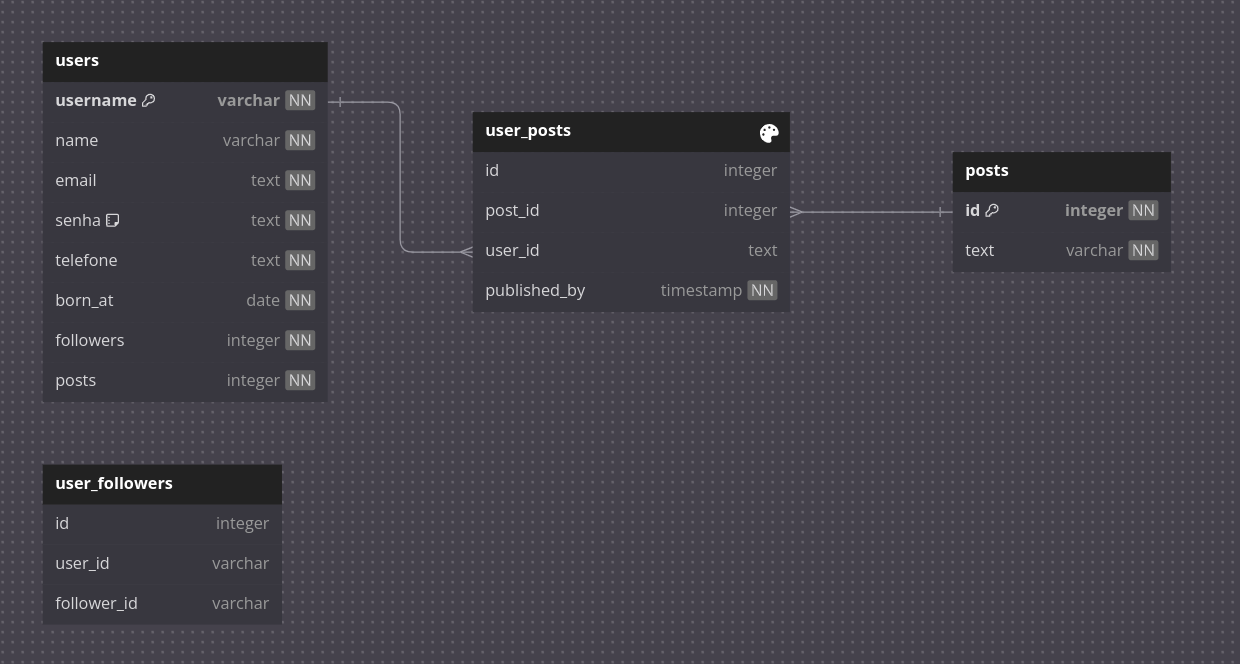 users
username varchar NN
name varchar NN
email text NN
senha text NN
telefone text NN
born_at date NN
followers integer NN
posts integer NN
user_posts
id integer
post_id integer
user_id text
published_by timestamp NN
posts
id integer NN
text varchar NN
user_followers
id integer
user_id varchar
follower_id varchar